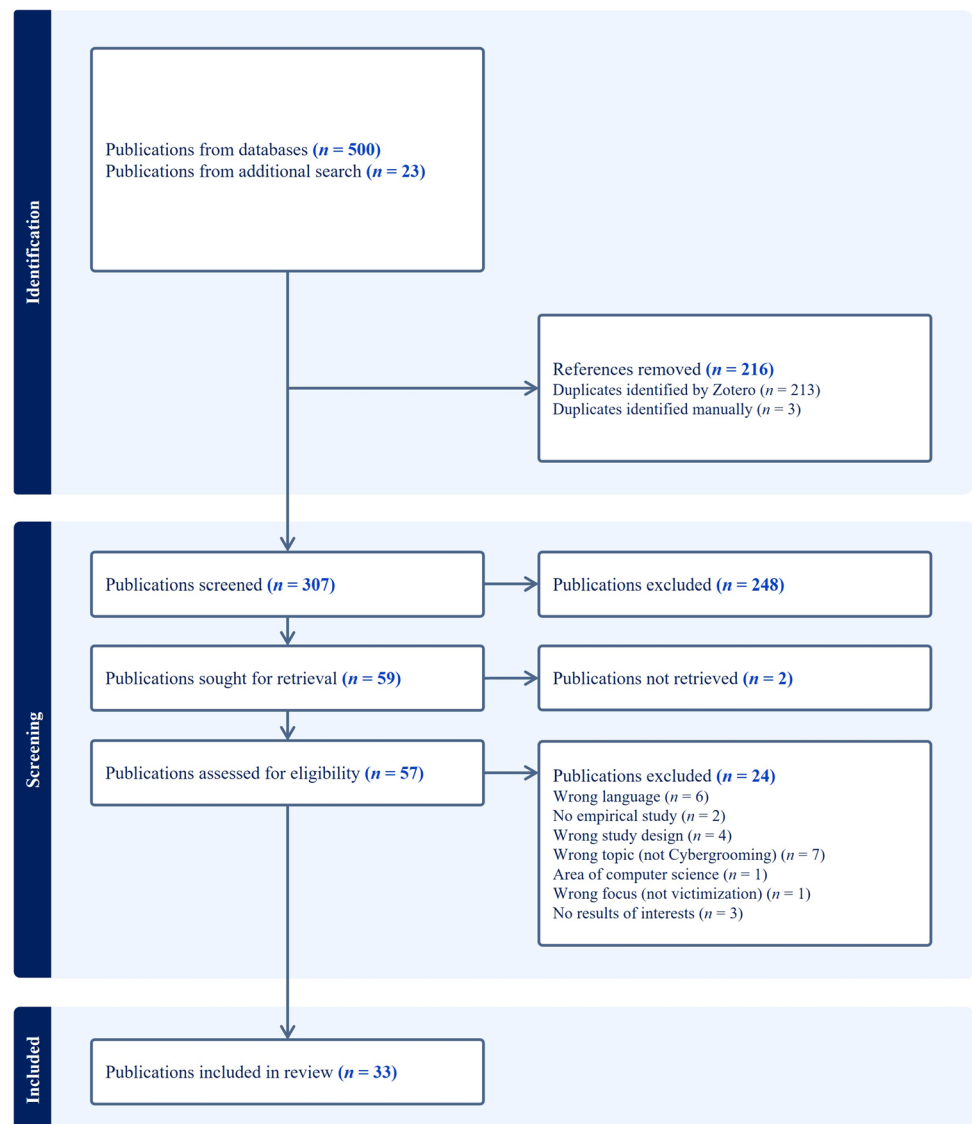 Identification
Publications from databases (n = 500)
Publications from additional search (n = 23)
References removed (n = 216)
Duplicates identified by Zotero (n = 213)
Duplicates identified manually (n = 3)
Screening
Publications screened (n = 307)
Publications excluded (n = 248)
Publications sought for retrieval (n = 59)
Publications not retrieved (n = 2)
Publications assessed for eligibility (n = 57)
Publications excluded (n = 24)
Wrong language (n = 6)
No empirical study (n = 2)
Wrong study design (n = 4)
Wrong topic (not Cybergrooming) (n = 7)
Area of computer science (n = 1)
Wrong focus (not victimization) (n = 1)
No results of interests (n = 3)
Included
Publications included in review (n = 33)